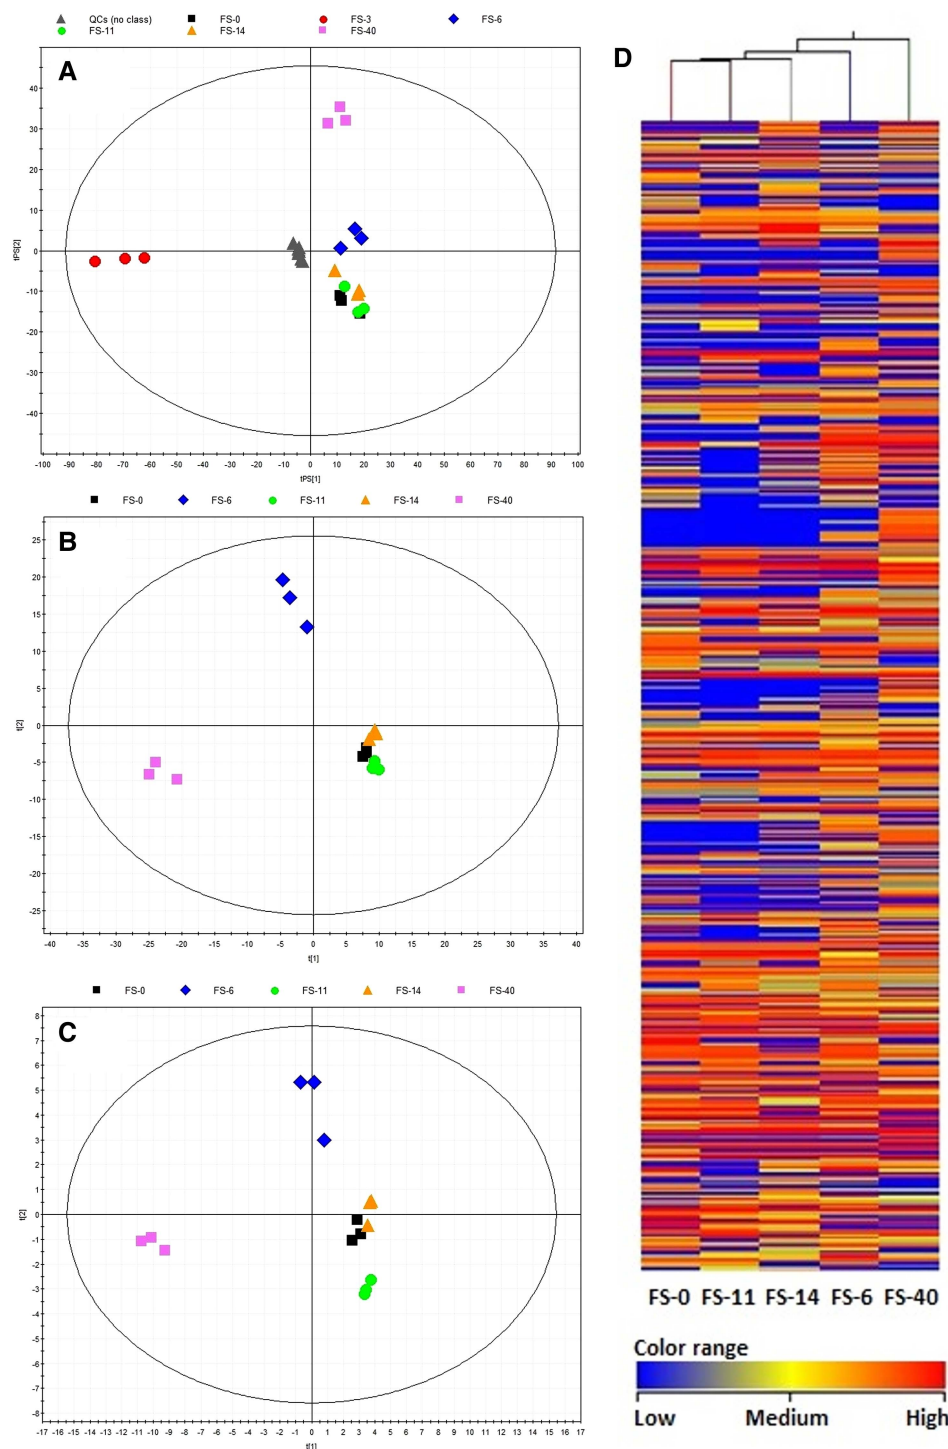 QCs (no class) FS-0 FS-3 FS-6
FS-11 FS-14 FS-40
A
40
30
20
10
0
-10
-20
-30
-40
tPS[2]
-100 -90 -80 -70 -60 -50 -40 -30 -20 -10 0 10 20 30 40 50 60 70 80 90 100
tPS[1]
FS-0 FS-6 FS-11 FS-14 FS-40
B
25
20
15
10
5
0
-5
-10
-15
-20
-25
t[2]
-40 -35 -30 -25 -20 -15 -10 -5 0 5 10 15 20 25 30 35 40
t[1]
FS-0 FS-6 FS-11 FS-14 FS-40
C
8
7
6
5
4
3
2
1
0
-1
-2
-3
-4
-5
-6
-7
-8
t[2]
-17 -16 -15 -14 -13 -12 -11 -10 -9 -8 -7 -6 -5 -4 -3 -2 -1 0 1 2 3 4 5 6 7 8 9 10 11 12 13 14 15 16 17
t[1]
D
FS-0 FS-11 FS-14 FS-6 FS-40
Color range
Low Medium High